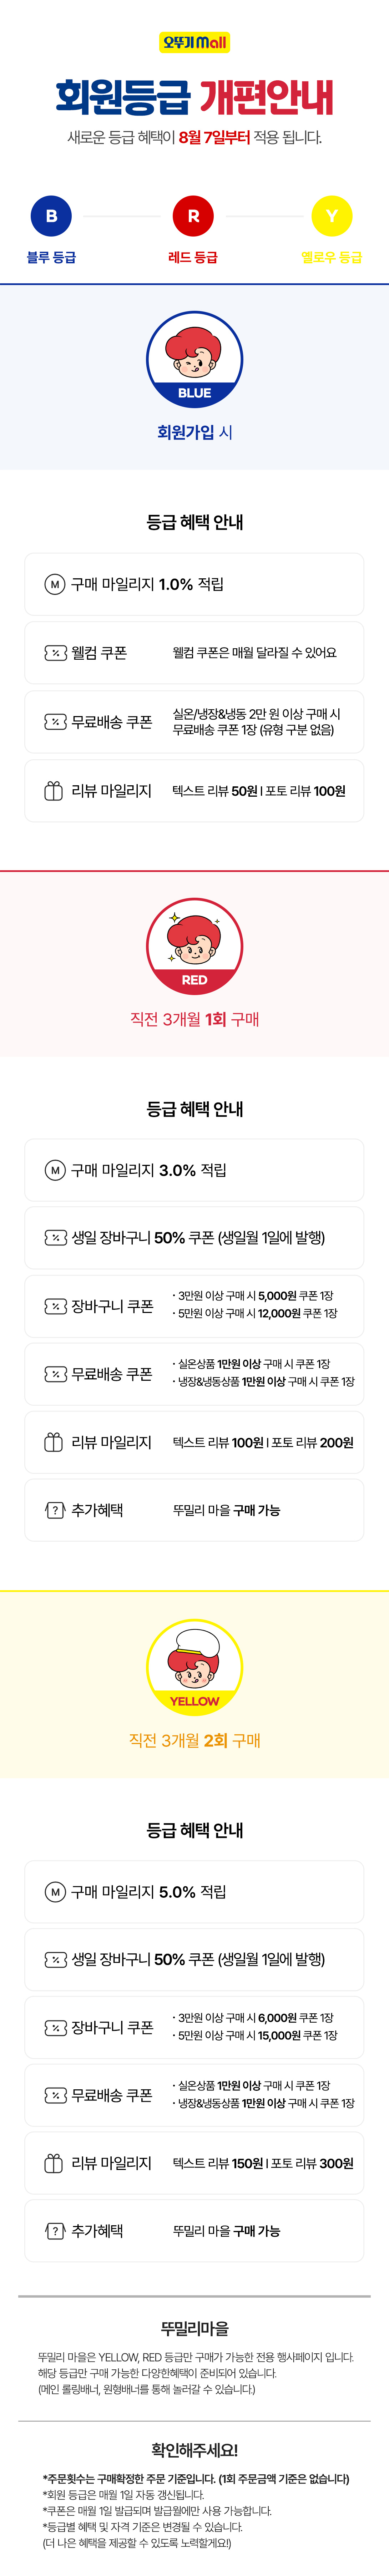 오뚜기mall
회원등급 개편안내
새로운 등급 혜택이 8월 7일부터 적용 됩니다.
B R Y
블루 등급 레드 등급 옐로우 등급
BLUE
회원가입 시
등급 혜택 안내
M 구매 마일리지 1.0% 적립
웰컴 쿠폰 웰컴 쿠폰은 매월 달라질 수 있어요
무료배송 쿠폰 실온/냉장&냉동 2만 원 이상 구매 시
무료배송 쿠폰 1장 (유형 구분 없음)
리뷰 마일리지 텍스트 리뷰 50원 l 포토 리뷰 100원
RED
직전 3개월 1회 구매
등급 혜택 안내
M 구매 마일리지 3.0% 적립
% 생일 장바구니 50% 쿠폰 (생일월 1일에 발행)
% 장바구니 쿠폰 · 3만원 이상 구매 시 5,000원 쿠폰 1장
· 5만원 이상 구매 시 12,000원 쿠폰 1장
% 무료배송 쿠폰 · 실온상품 1만원 이상 구매 시 쿠폰 1장
· 냉장&냉동상품 1만원 이상 구매 시 쿠폰 1장
리뷰 마일리지 텍스트 리뷰 100원 l 포토 리뷰 200원
? 추가혜택 뚜밀리 마을 구매 가능
YELLOW
직전 3개월 2회 구매
등급 혜택 안내
M 구매 마일리지 5.0% 적립
% 생일 장바구니 50% 쿠폰 (생일월 1일에 발행)
% 장바구니 쿠폰 · 3만원 이상 구매 시 6,000원 쿠폰 1장
· 5만원 이상 구매 시 15,000원 쿠폰 1장
% 무료배송 쿠폰 · 실온상품 1만원 이상 구매 시 쿠폰 1장
· 냉장&냉동상품 1만원 이상 구매 시 쿠폰 1장
리뷰 마일리지 텍스트 리뷰 150원 l 포토 리뷰 300원
? 추가혜택 뚜밀리 마을 구매 가능
뚜밀리마을
뚜밀리 마을은 YELLOW, RED 등급만 구매가 가능한 전용 행사페이지 입니다.
해당 등급만 구매 가능한 다양한혜택이 준비되어 있습니다.
(메인 롤링배너, 원형배너를 통해 놀러갈 수 있습니다.)
확인해주세요!
*주문횟수는 구매확정한 주문 기준입니다. (1회 주문금액 기준은 없습니다)
*회원 등급은 매월 1일 자동 갱신됩니다.
*쿠폰은 매월 1일 발급되며 발급월에만 사용 가능합니다.
*등급별 혜택 및 자격 기준은 변경될 수 있습니다.
(더 나은 혜택을 제공할 수 있도록 노력할게요!)